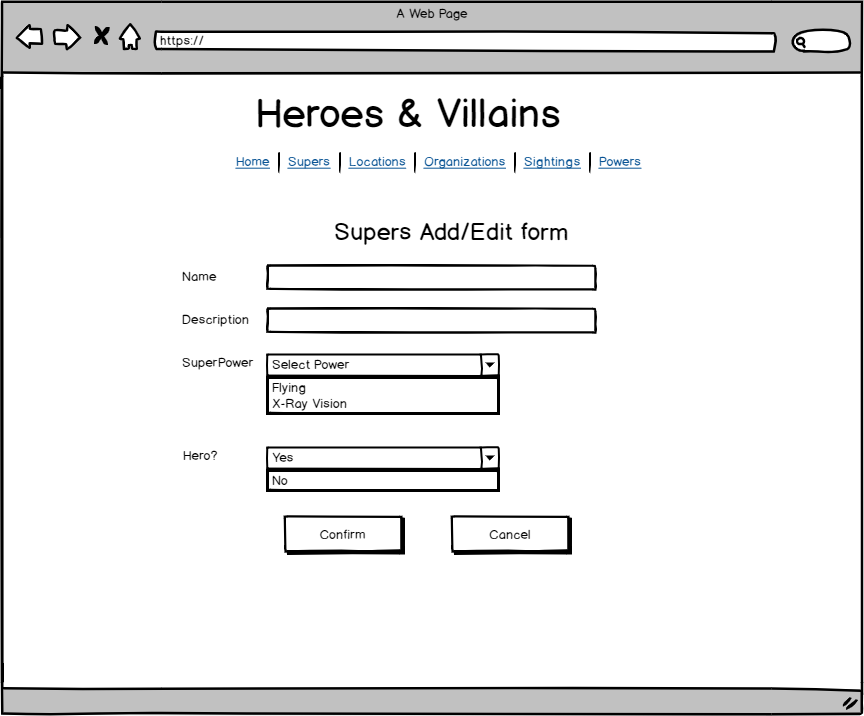 A Web Page
https://
Heroes & Villains
Home Supers Locations Organizations Sightings Powers
Supers Add/Edit form
Name
Description
SuperPower Select Power
Flying
X-Ray Vision
Hero? Yes
No
Confirm Cancel